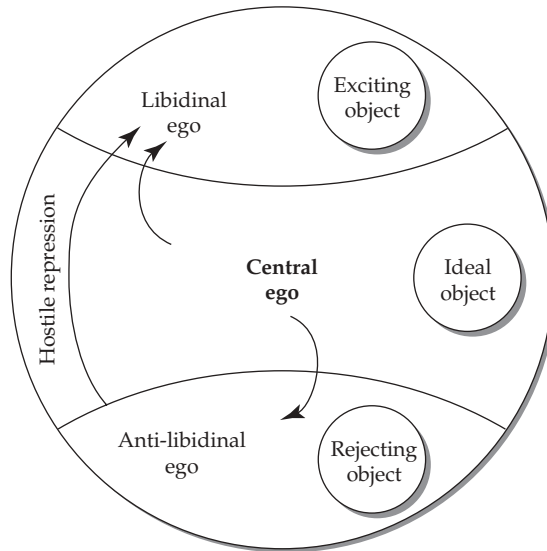 Exciting
object
Libidinal
ego
Hostile repression
Central
ego
Ideal
object
Anti-libidinal
ego
Rejecting
object